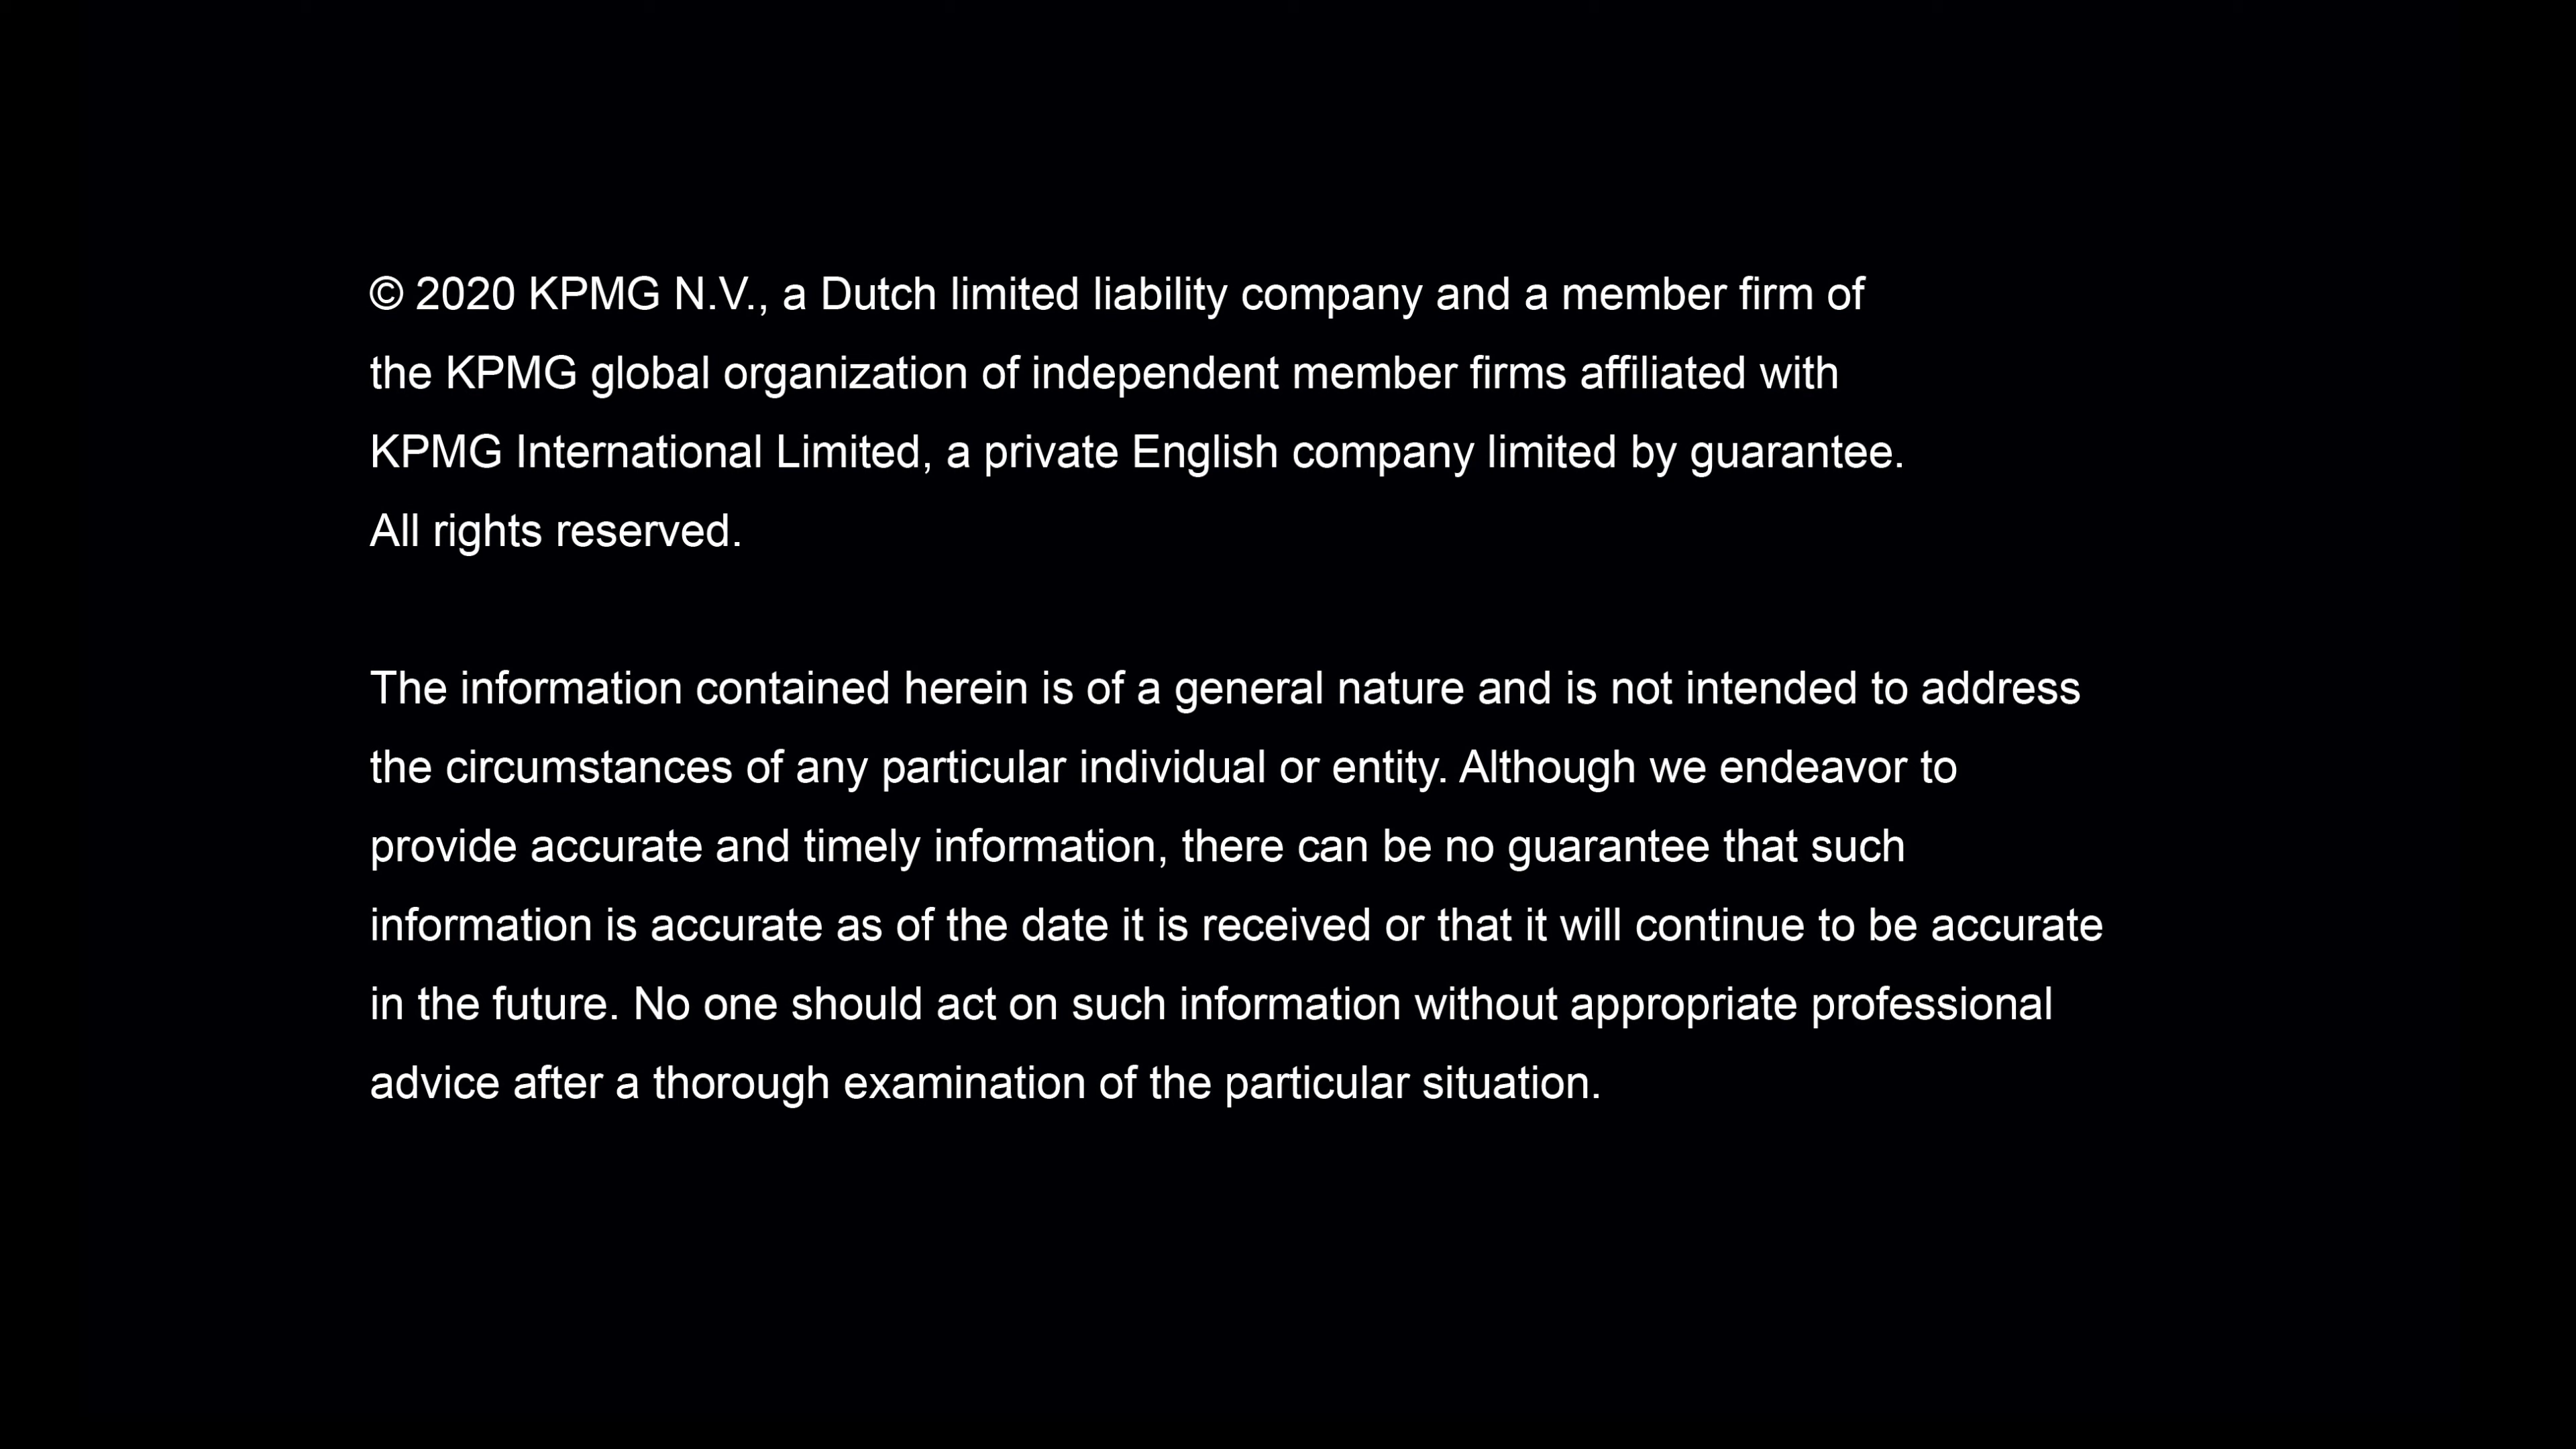 © 2020 KPMG N.V., a Dutch limited liability company and a member firm of
the KPMG global organization of independent member firms affiliated with
KPMG International Limited, a private English company limited by guarantee.
All rights reserved.
The information contained herein is of a general nature and is not intended to address
the circumstances of any particular individual or entity. Although we endeavor to
provide accurate and timely information, there can be no guarantee that such
information is accurate as of the date it is received or that it will continue to be accurate
in the future. No one should act on such information without appropriate professional
advice after a thorough examination of the particular situation.